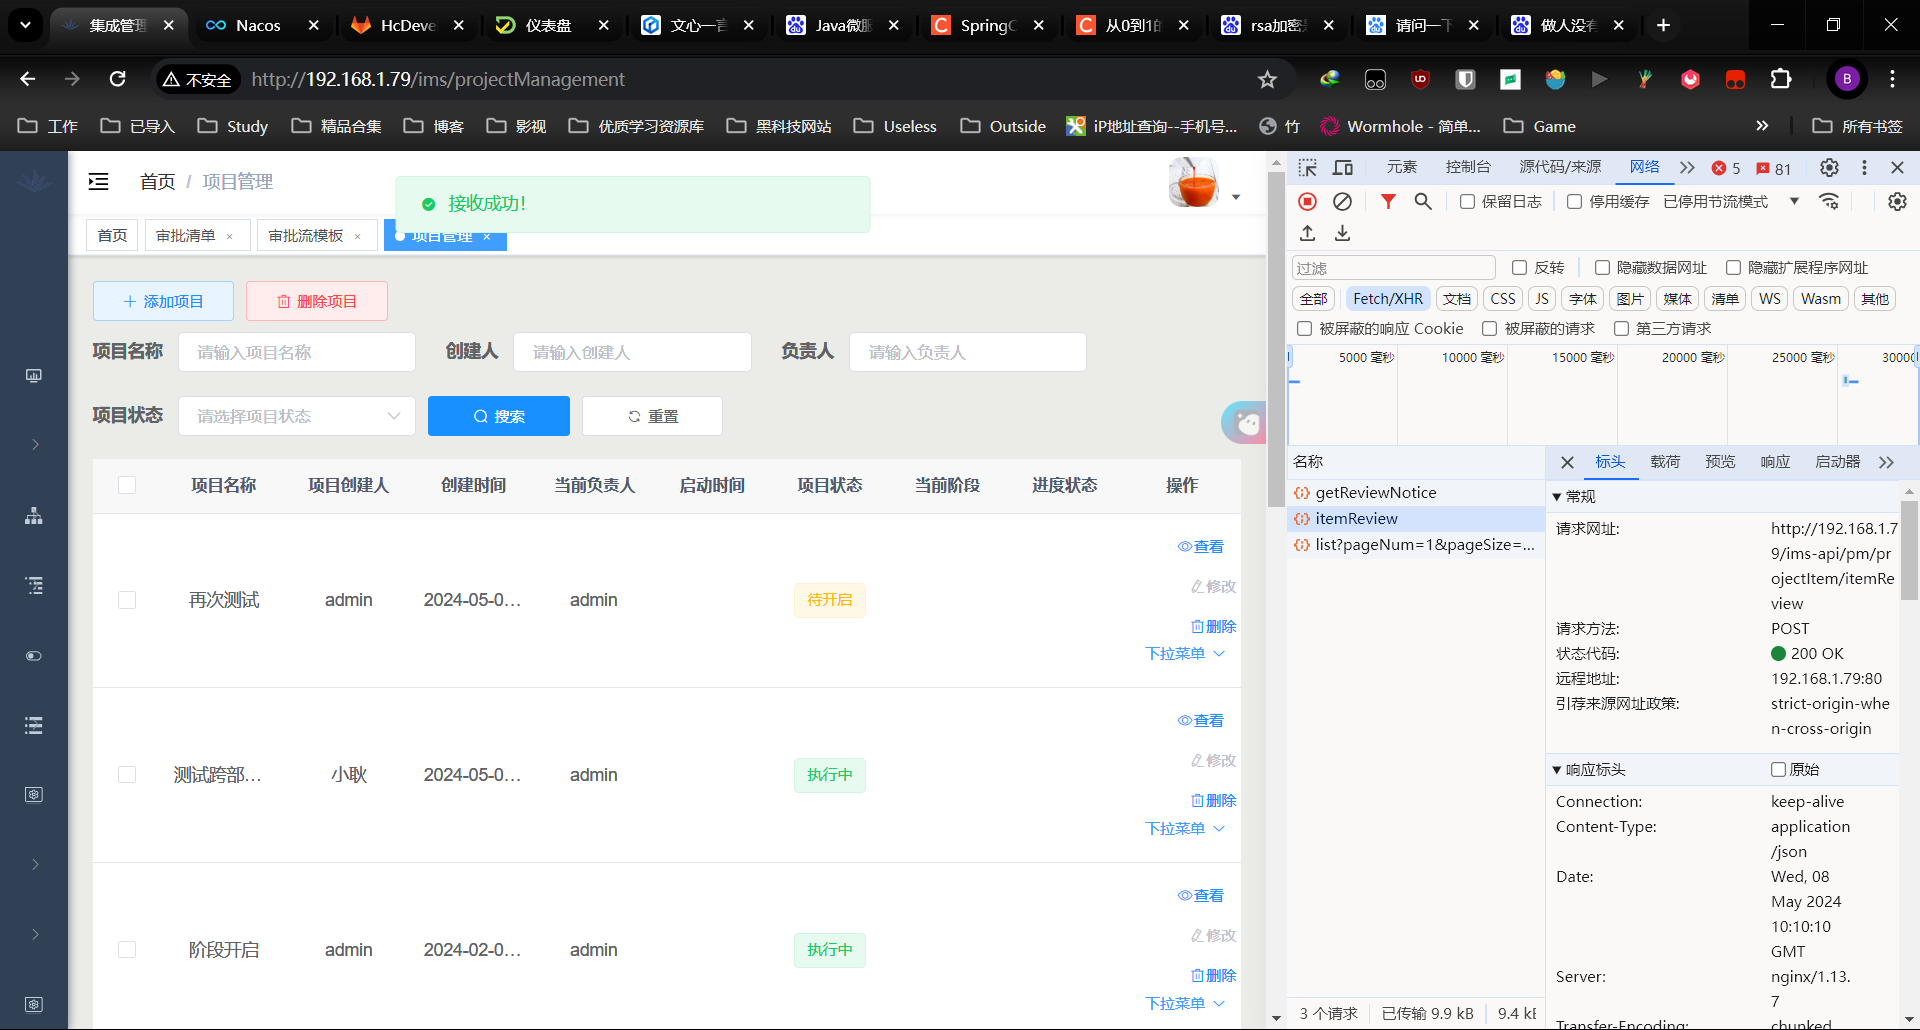 集成管理
Nacos
HcDeve
仪表盘
文心一言
Java微服
SpringC
从0到1的
rsa加密
请问一下
做人没有
不安全
http://192.168.1.79/ims/projectManagement
B
工作
已导入
Study
精品合集
博客
影视
优质学习资源库
黑科技网站
Useless
Outside
iP地址查询--手机号...
竹
Wormhole - 简单...
Game
所有书签
首页 / 项目管理
接收成功!
首页
审批清单
审批流模板
项目管理
添加项目
删除项目
项目名称 请输入项目名称
创建人 请输入创建人
负责人 请输入负责人
项目状态 请选择项目状态
搜索
重置
项目名称 项目创建人 创建时间 当前负责人 启动时间 项目状态 当前阶段 进度状态 操作
查看
修改
再次测试 admin 2024-05-0... admin 待开启
删除
下拉菜单
查看
修改
测试跨部... 小耿 2024-05-0... admin 执行中
删除
下拉菜单
查看
修改
阶段开启 admin 2024-02-0... admin 执行中
删除
下拉菜单
元素 控制台 源代码/来源 网络 5 81
保留日志 停用缓存 已停用节流模式
过滤 反转 隐藏数据网址 隐藏扩展程序网址
全部 Fetch/XHR 文档 CSS JS 字体 图片 媒体 清单 WS Wasm 其他
被屏蔽的响应 Cookie 被屏蔽的请求 第三方请求
5000 毫秒 10000 毫秒 15000 毫秒 20000 毫秒 25000 毫秒 30000
名称
getReviewNotice
itemReview
list?pageNum=1&pageSize=...
标头 载荷 预览 响应 启动器
常规
请求网址: http://192.168.1.7
9/ims-api/pm/pr
ojectItem/itemRe
view
请求方法: POST
状态代码: 200 OK
远程地址: 192.168.1.79:80
引荐来源网址政策: strict-origin-whe
n-cross-origin
响应标头 原始
Connection: keep-alive
Content-Type: application
/json
Date: Wed, 08
May 2024
10:10:10
GMT
Server: nginx/1.13.
7
Transfer-Encoding: chunked
3 个请求 已传输 9.9 kB 9.4 kE